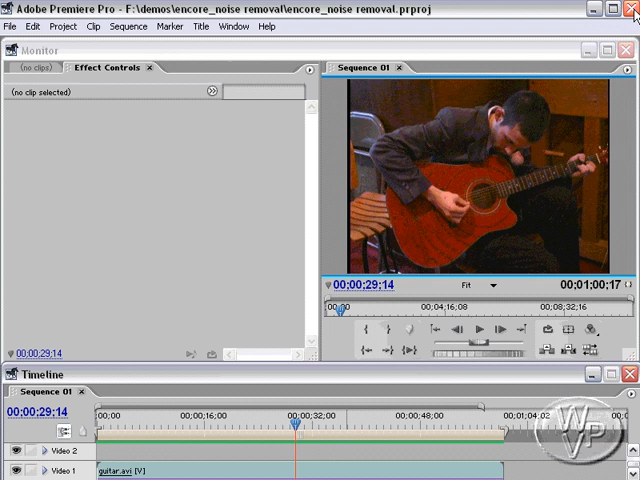 Adobe Premiere Pro - F:\demos\encore_noise removal\encore_noise removal.prproj
File Edit Project Clip Sequence Marker Title Window Help
Monitor
(no clips) Effect Controls
Sequence 01
(no clip selected)
00;00;29;14 Fit 00;01;00;17
00;00 00;04;16;08 00;08;32;16
00;00;29;14
Timeline
Sequence 01
00;00;29;14
00;00 00;00;16;00 00;00;32;00 00;00;48;00 00;01;04;02
Video 2
Video 1 guitar.avi [V]
WVP